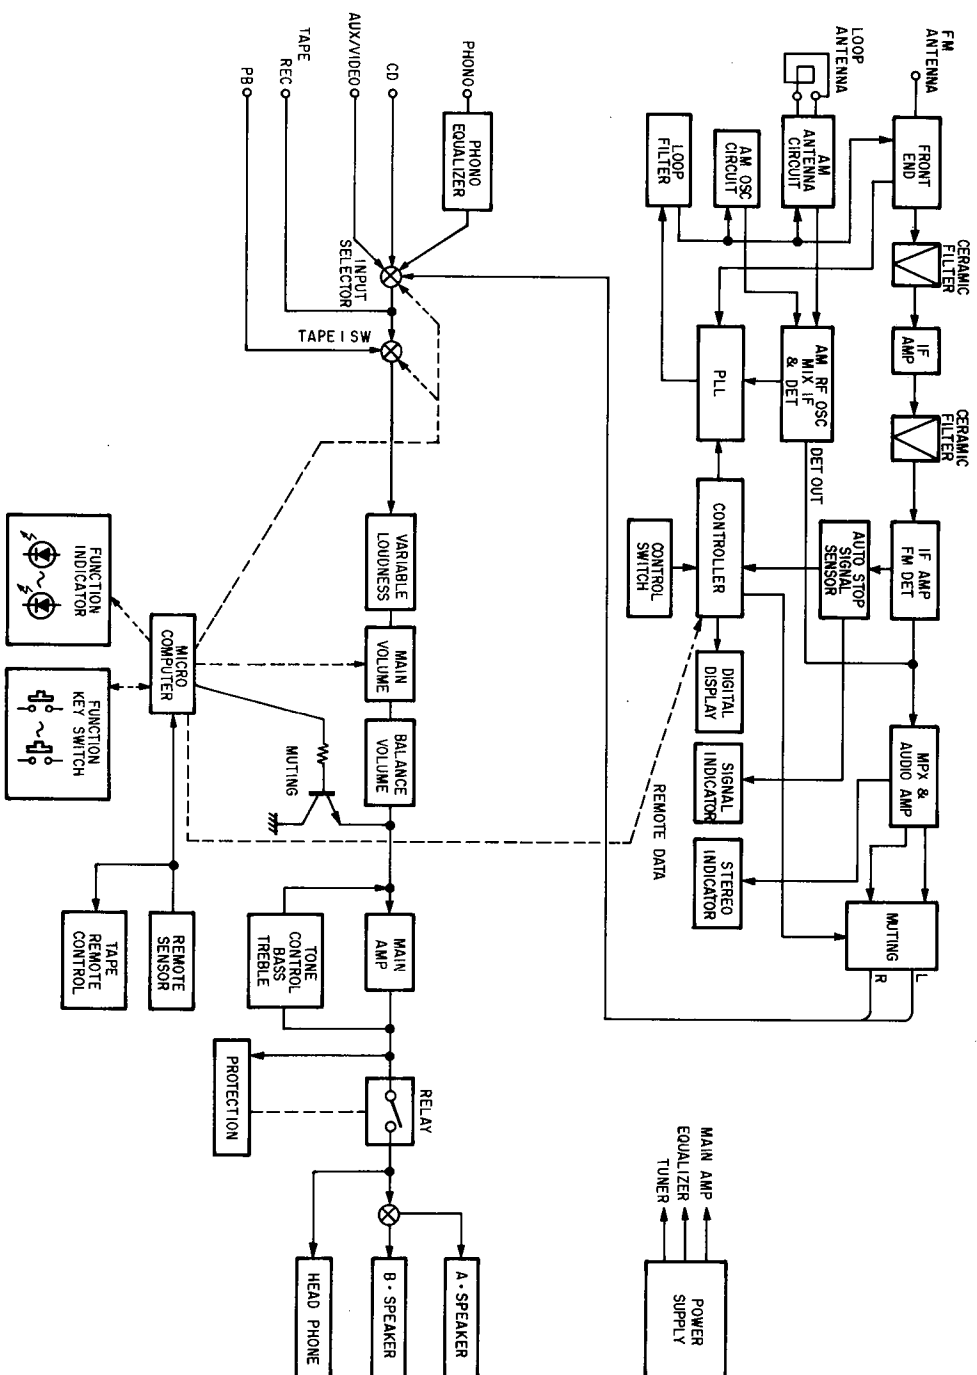 FM
ANTENNA
FRONT
END
CERAMIC
FILTER
IF
AMP
CERAMIC
FILTER
IF AMP
FM DET
MPX &
AUDIO AMP
MUTING
L
R
LOOP
ANTENNA
AM
ANTENNA
CIRCUIT
AM OSC
CIRCUIT
LOOP
FILTER
AM RF OSC
MIX IF
& DET
DET OUT
PLL
AUTO STOP
SIGNAL
SENSOR
CONTROLLER
CONTROL
SWITCH
DIGITAL
DISPLAY
SIGNAL
INDICATOR
STEREO
INDICATOR
REMOTE DATA
MAIN AMP
EQUALIZER
TUNER
POWER
SUPPLY
PHONO
PHONO
EQUALIZER
CD
AUX/VIDEO
TAPE
REC
PB
INPUT
SELECTOR
TAPE I SW
VARIABLE
LOUDNESS
MAIN
VOLUME
BALANCE
VOLUME
MUTING
MAIN
AMP
TONE
CONTROL
BASS
TREBLE
RELAY
PROTECTION
A • SPEAKER
B • SPEAKER
HEAD PHONE
MICRO
COMPUTER
FUNCTION
INDICATOR
FUNCTION
KEY SWITCH
REMOTE
SENSOR
TAPE
REMOTE
CONTROL